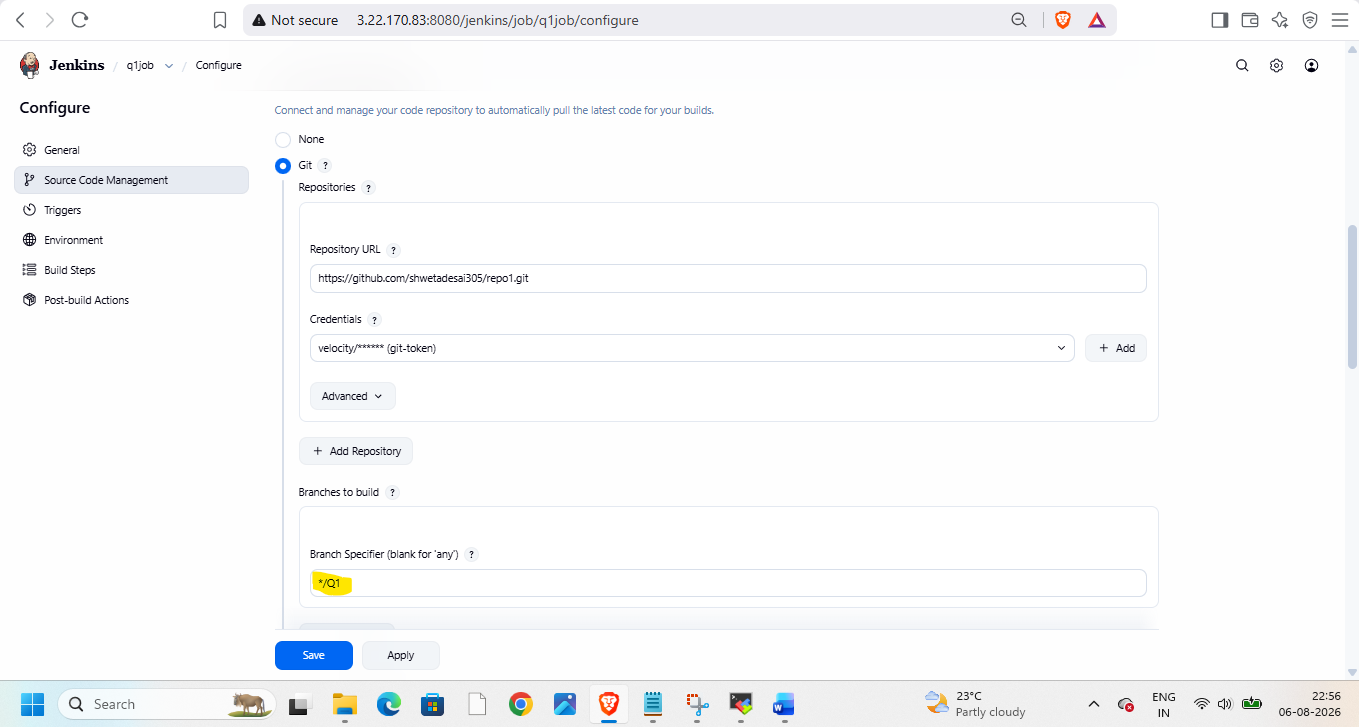 Not secure 3.22.170.83:8080/jenkins/job/q1job/configure
Jenkins / q1job / Configure
Configure
General
Source Code Management
Triggers
Environment
Build Steps
Post-build Actions
Connect and manage your code repository to automatically pull the latest code for your builds.
None
Git ?
Repositories ?
Repository URL ?
https://github.com/shwetadesai305/repo1.git
Credentials ?
velocity/****** (git-token)
+ Add
Advanced
+ Add Repository
Branches to build ?
Branch Specifier (blank for 'any') ?
*/Q1
Save
Apply
Search
23°C
Partly cloudy
ENG
IN
22:56
06-08-2026